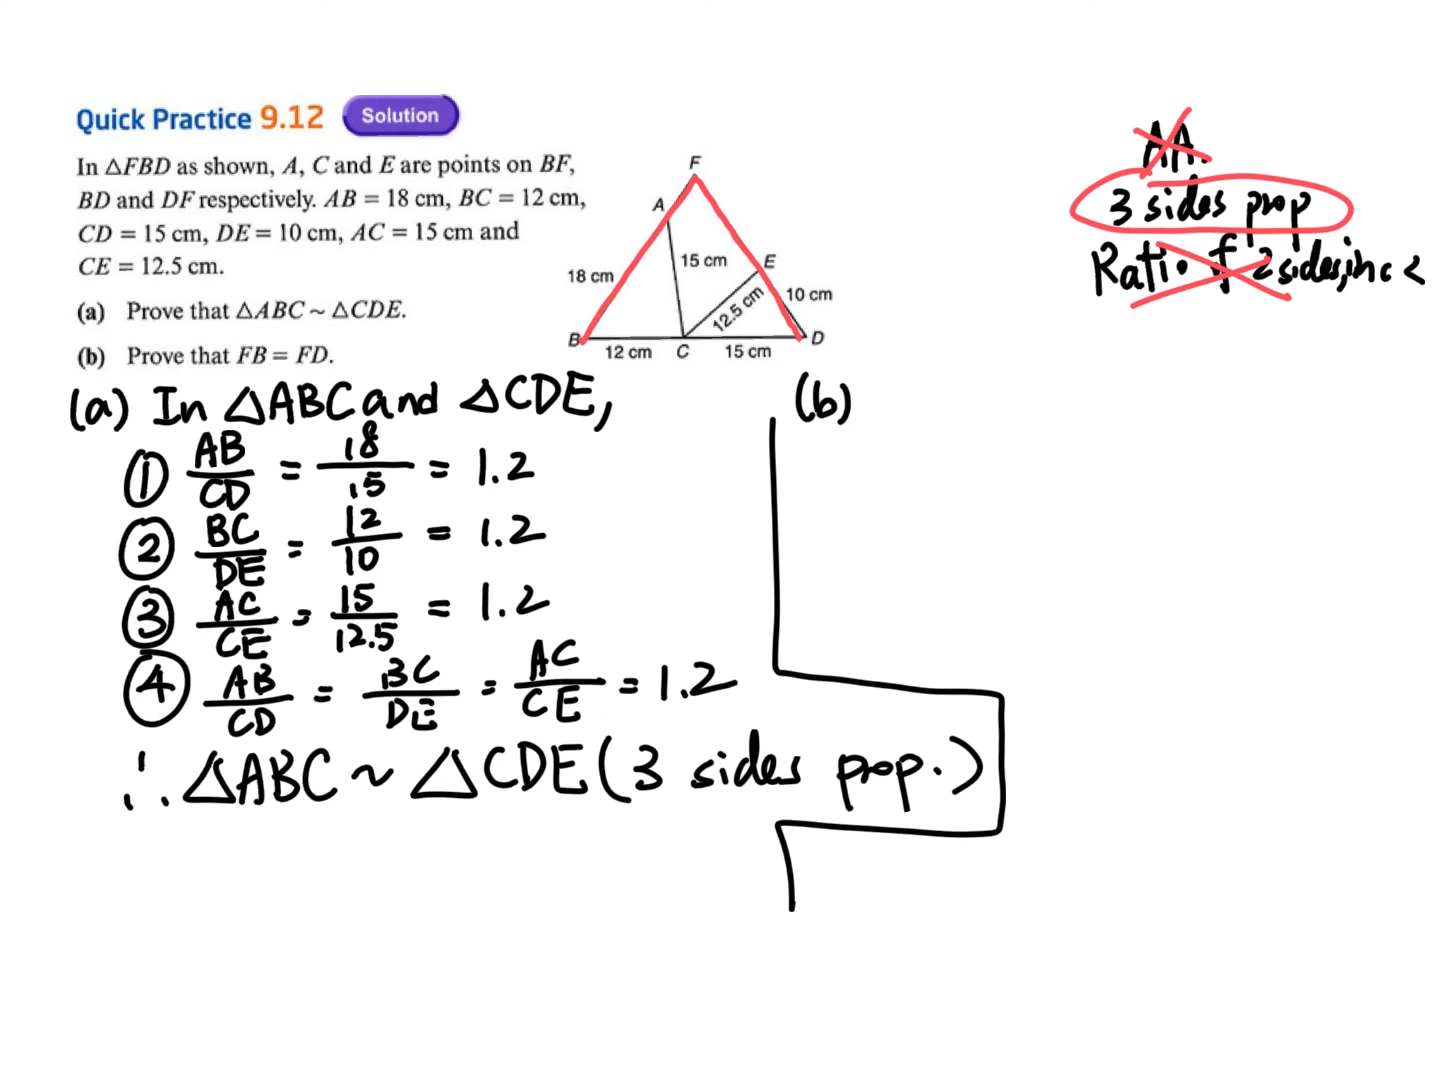 Quick Practice 9.12 Solution
In △FBD as shown, A, C and E are points on BF,
BD and DF respectively. AB = 18 cm, BC = 12 cm,
CD = 15 cm, DE = 10 cm, AC = 15 cm and
CE = 12.5 cm.
(a) Prove that △ABC ~ △CDE.
(b) Prove that FB = FD.
F
A
15 cm
E
18 cm
12.5 cm
10 cm
B
D
12 cm
C
15 cm
AA.
3 sides prop
Ratio of 2 sides, inc <
(a) In △ABC and △CDE,
① AB/CD = 18/15 = 1.2
② BC/DE = 12/10 = 1.2
③ AC/CE = 15/12.5 = 1.2
④ AB/CD = BC/DE = AC/CE = 1.2
∴ △ABC ~ △CDE (3 sides prop.)
(b)